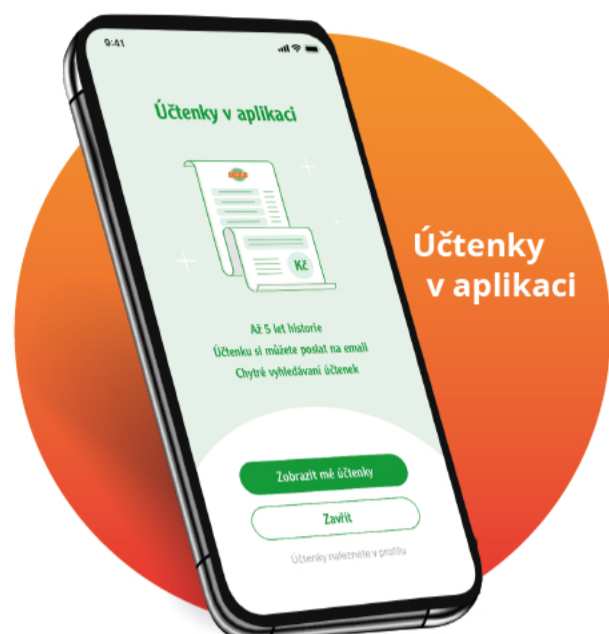 9:41
Účtenky v aplikaci
Kč
Až 5 let historie
Účtenku si můžete poslat na email
Chytré vyhledávaní účtenek
Zobrazit mé účtenky
Zavřít
Účtenky naleznete v profilu
Účtenky
v aplikaci